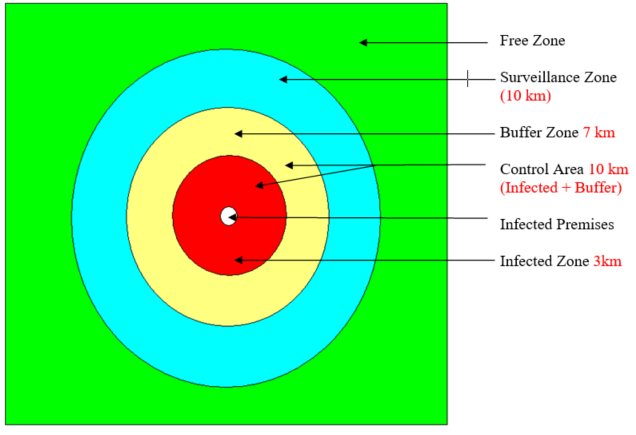 Free Zone
Surveillance Zone
(10 km)
Buffer Zone 7 km
Control Area 10 km
(Infected + Buffer)
Infected Premises
Infected Zone 3km